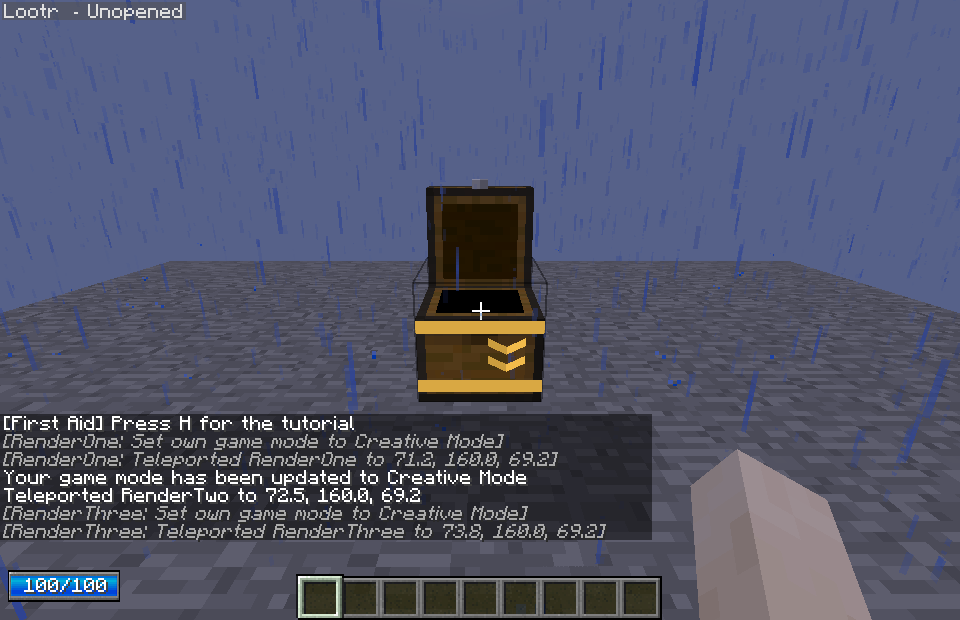 Lootr - Unopened
[First Aid] Press H for the tutorial
[RenderOne: Set own game mode to Creative Mode]
[RenderOne: Teleported RenderOne to 71.2, 160.0, 69.2]
Your game mode has been updated to Creative Mode
Teleported RenderTwo to 72.5, 160.0, 69.2
[RenderThree: Set own game mode to Creative Mode]
[RenderThree: Teleported RenderThree to 73.8, 160.0, 69.2]
100/100